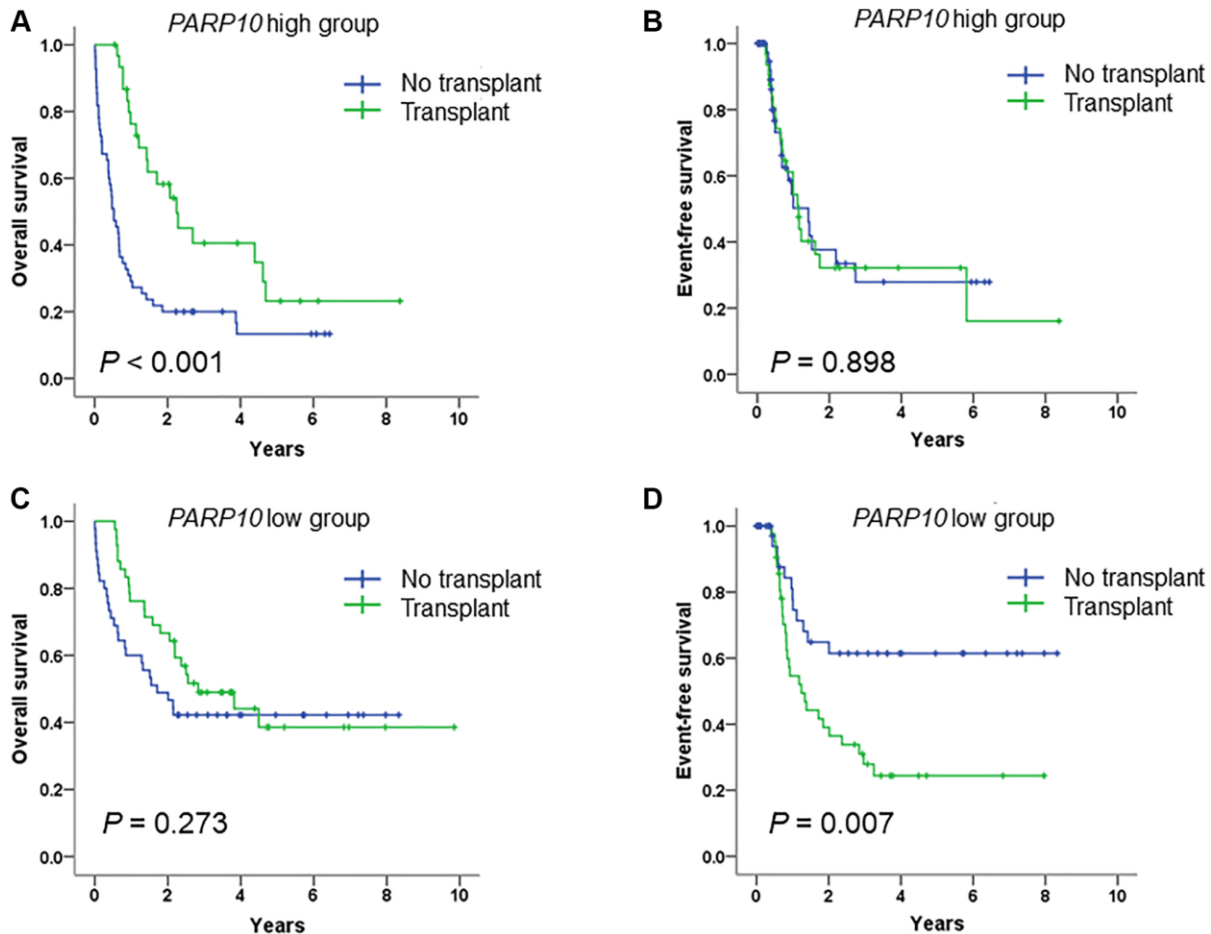 A
PARP10 high group
No transplant
Transplant
Overall survival
1.0
0.8
0.6
0.4
0.2
0.0
P < 0.001
0 2 4 6 8 10
Years
B
PARP10 high group
No transplant
Transplant
Event-free survival
1.0
0.8
0.6
0.4
0.2
0.0
P = 0.898
0 2 4 6 8 10
Years
C
PARP10 low group
No transplant
Transplant
Overall survival
1.0
0.8
0.6
0.4
0.2
0.0
P = 0.273
0 2 4 6 8 10
Years
D
PARP10 low group
No transplant
Transplant
Event-free survival
1.0
0.8
0.6
0.4
0.2
0.0
P = 0.007
0 2 4 6 8 10
Years